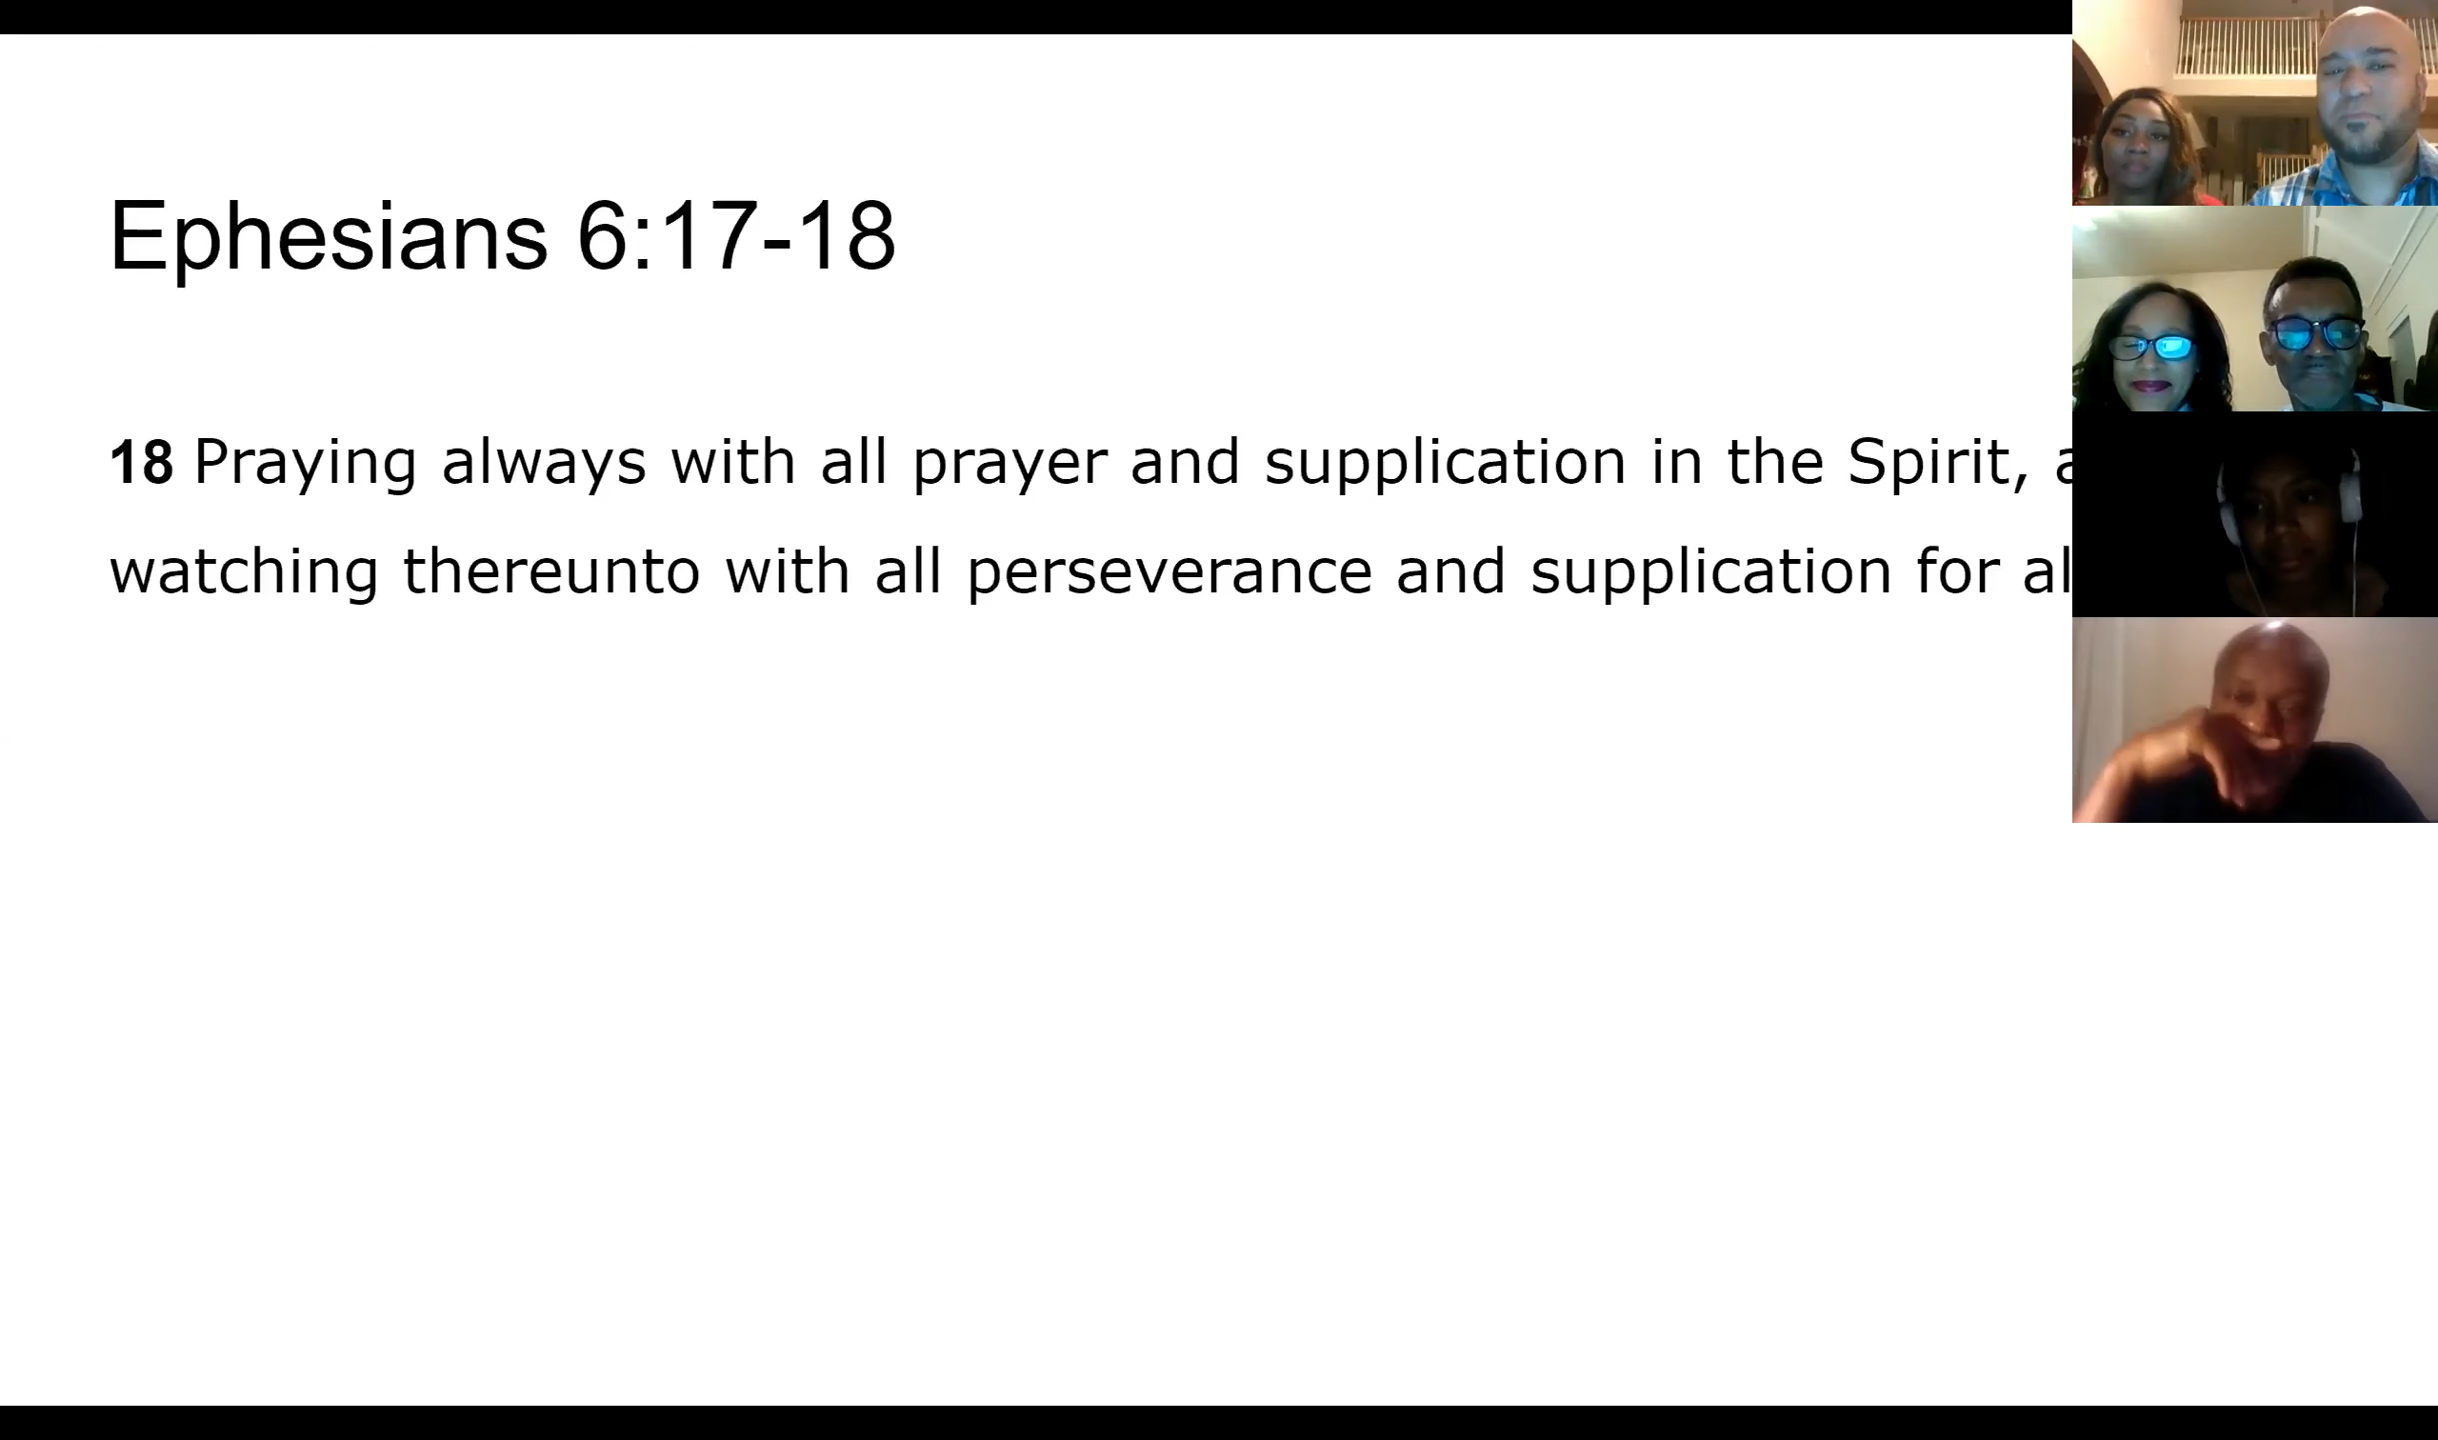 Ephesians 6:17-18
18 Praying always with all prayer and supplication in the Spirit,
watching thereunto with all perseverance and supplication for